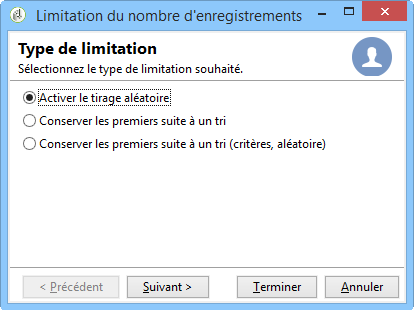 Limitation du nombre d'enregistrements
Type de limitation
Sélectionnez le type de limitation souhaité.
Activer le tirage aléatoire
Conserver les premiers suite à un tri
Conserver les premiers suite à un tri (critères, aléatoire)
< Précédent Suivant > Terminer Annuler